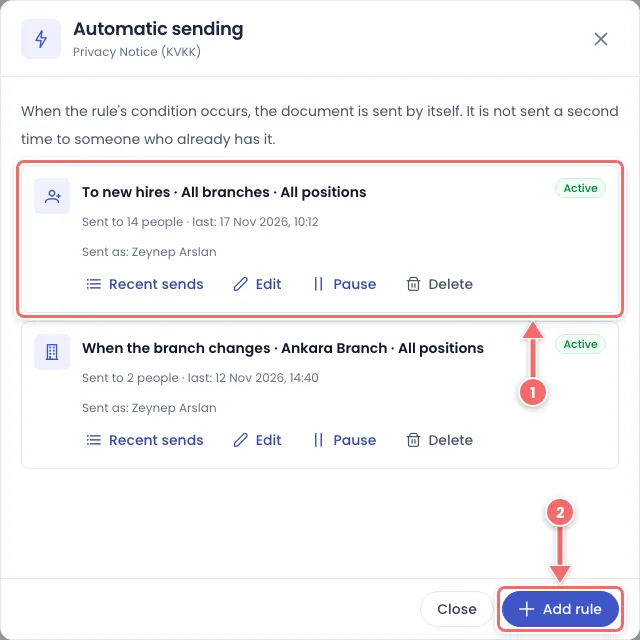 Automatic sending
Privacy Notice (KVKK)
When the rule's condition occurs, the document is sent by itself. It is not sent a second
time to someone who already has it.
To new hires · All branches · All positions
Active
Sent to 14 people · last: 17 Nov 2026, 10:12
Sent as: Zeynep Arslan
Recent sends Edit Pause Delete
When the branch changes · Ankara Branch · All positions
Active
Sent to 2 people · last: 12 Nov 2026, 14:40
Sent as: Zeynep Arslan
1
Recent sends Edit Pause Delete
2
Close + Add rule